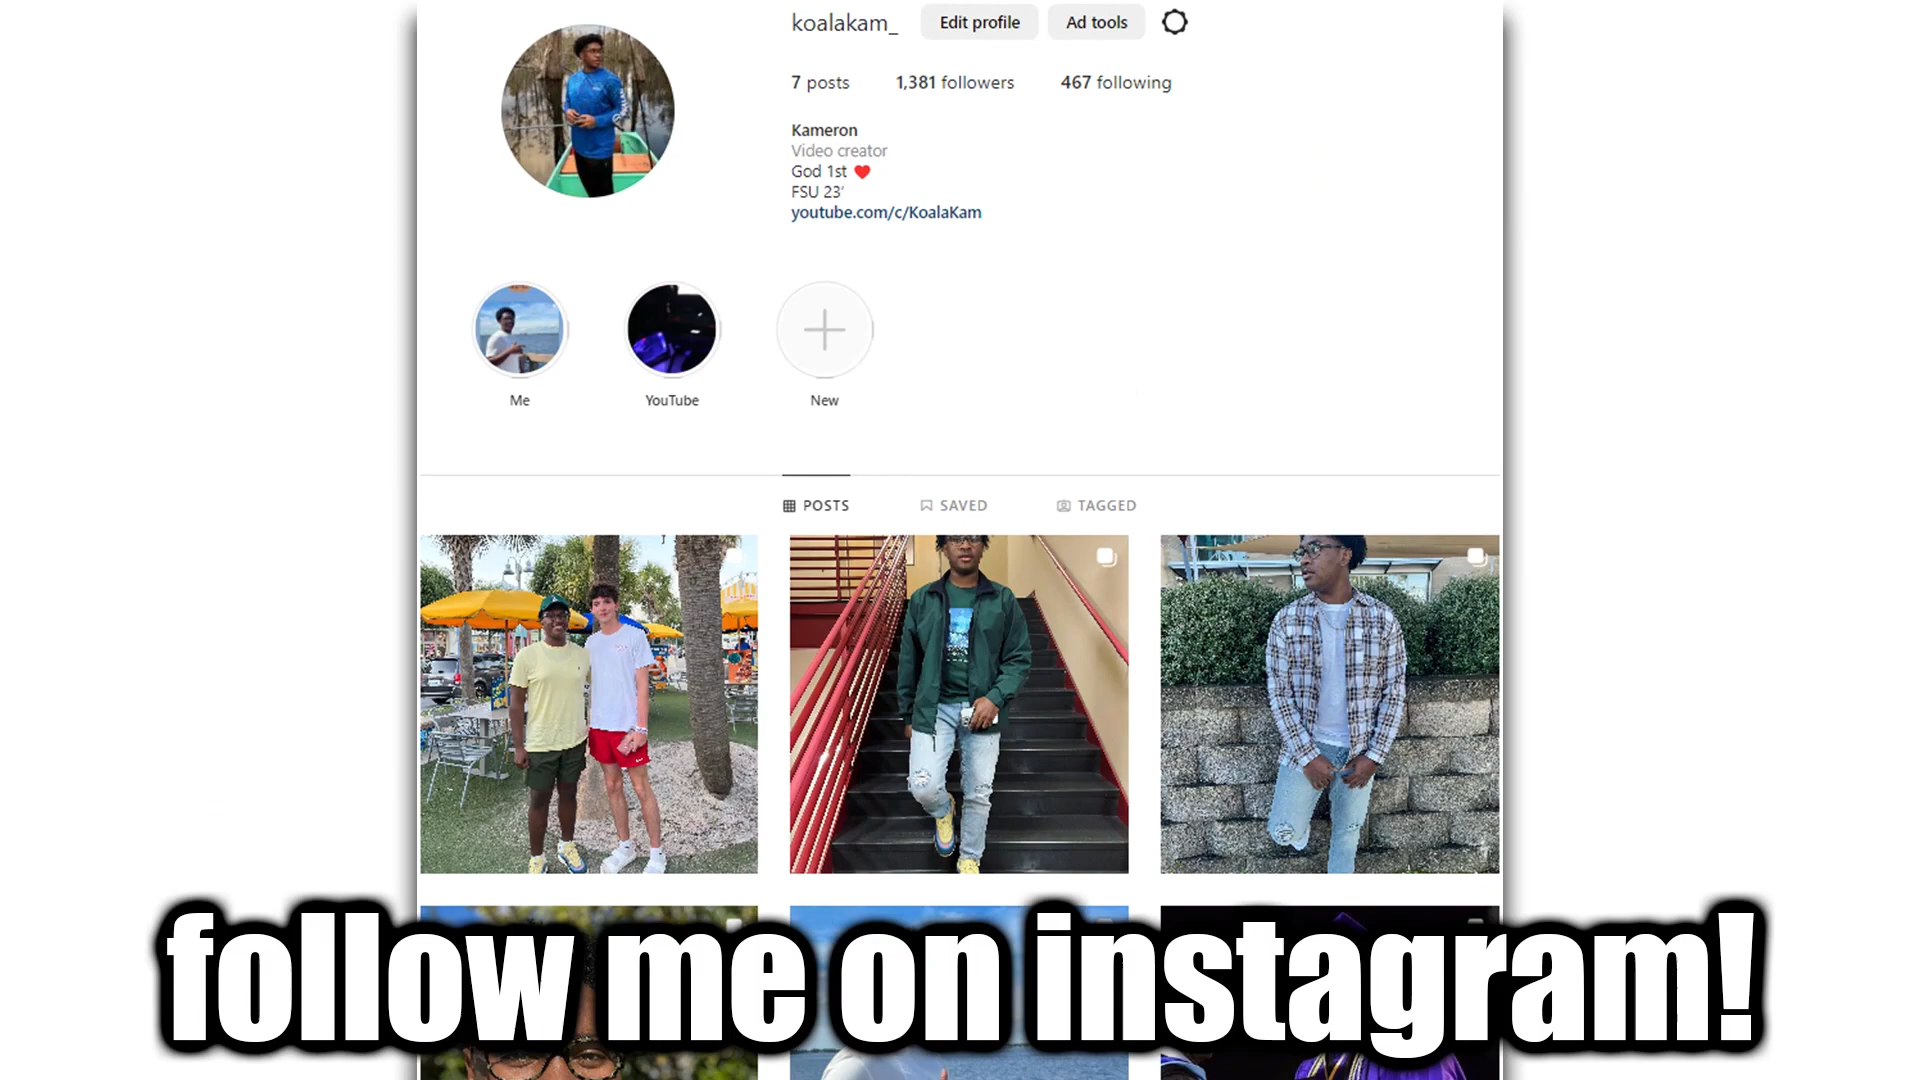 koalakam_ Edit profile Ad tools
7 posts 1,381 followers 467 following
Kameron
Video creator
God 1st ❤️
FSU 23’
youtube.com/c/KoalaKam
Me YouTube New
POSTS SAVED TAGGED
follow me on instagram!